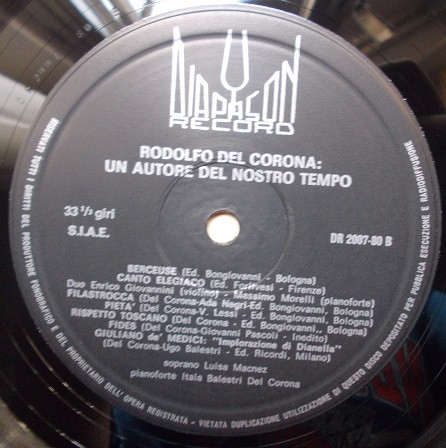 DIAPASON
RECORD
RODOLFO DEL CORONA:
UN AUTORE DEL NOSTRO TEMPO
33 1/3 giri
S.I.A.E.
DR 2007-80 B
BERCEUSE (Ed. Bongiovanni - Bologna)
CANTO ELEGIACO (Ed. Forlivesi - Firenze)
Duo Enrico Giovannini (violino) - Massimo Morelli (pianoforte)
FILASTROCCA (Del Corona-Ada Negri-Ed. Bongiovanni, Bologna)
PIETA' (Del Corona-V. Lessi - Ed. Bongiovanni, Bologna)
RISPETTO TOSCANO (Del Corona - Ed. Bongiovanni,, Bologna)
FIDES (Del Corona-Giovanni Pascoli - Inedito)
GIULIANO de' MEDICI: "Implorazione di Dianella"
(Del Corona-Ugo Balestri - Ed. Ricordi, Milano)
soprano Luisa Macnez
pianoforte Itala Balestri Del Corona
RISERVATI TUTTI I DIRITTI DEL PRODUTTORE FONOGRAFICO E DEL PROPRIETARIO DELL'OPERA REGISTRATA - VIETATA DUPLICAZIONE UTILIZZAZIONE DI QUESTO DISCO DEPOSITATO PER PUBBLICA ESECUZIONE E RADIODIFFUSIONE